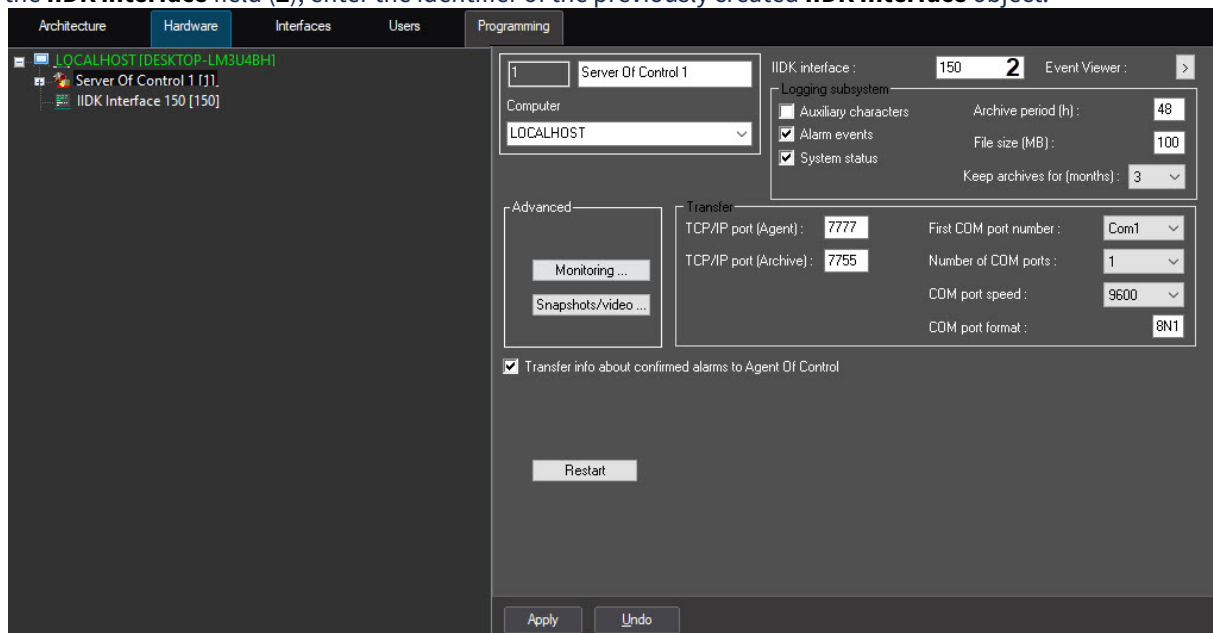 the IIDK Interface field (2), enter the identifier of the previously created IIDK Interface object.
Architecture Hardware Interfaces Users Programming
LOCALHOST [DESKTOP-LM3U4BH]
Server Of Control 1 [1]
IIDK Interface 150 [150]
1 Server Of Control 1
Computer
LOCALHOST
IIDK interface : 150 2 Event Viewer : >
Logging subsystem
Auxiliary characters Archive period (h) : 48
Alarm events File size (MB) : 100
System status
Keep archives for (months) : 3
Advanced
Monitoring ...
Snapshots/video ...
Transfer
TCP/IP port (Agent) : 7777 First COM port number : Com1
TCP/IP port (Archive) : 7755 Number of COM ports : 1
COM port speed : 9600
COM port format : 8N1
Transfer info about confirmed alarms to Agent Of Control
Restart
Apply Undo